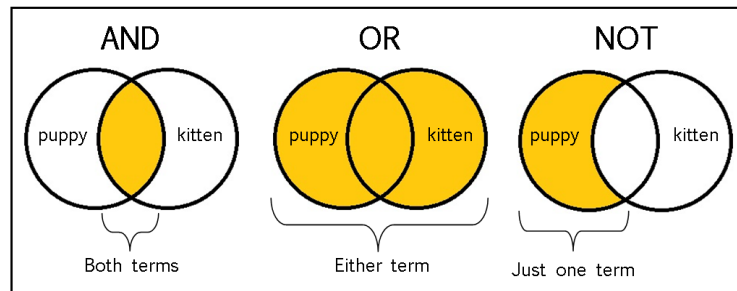 AND OR NOT
puppy kitten puppy kitten puppy kitten
Both terms Either term Just one term